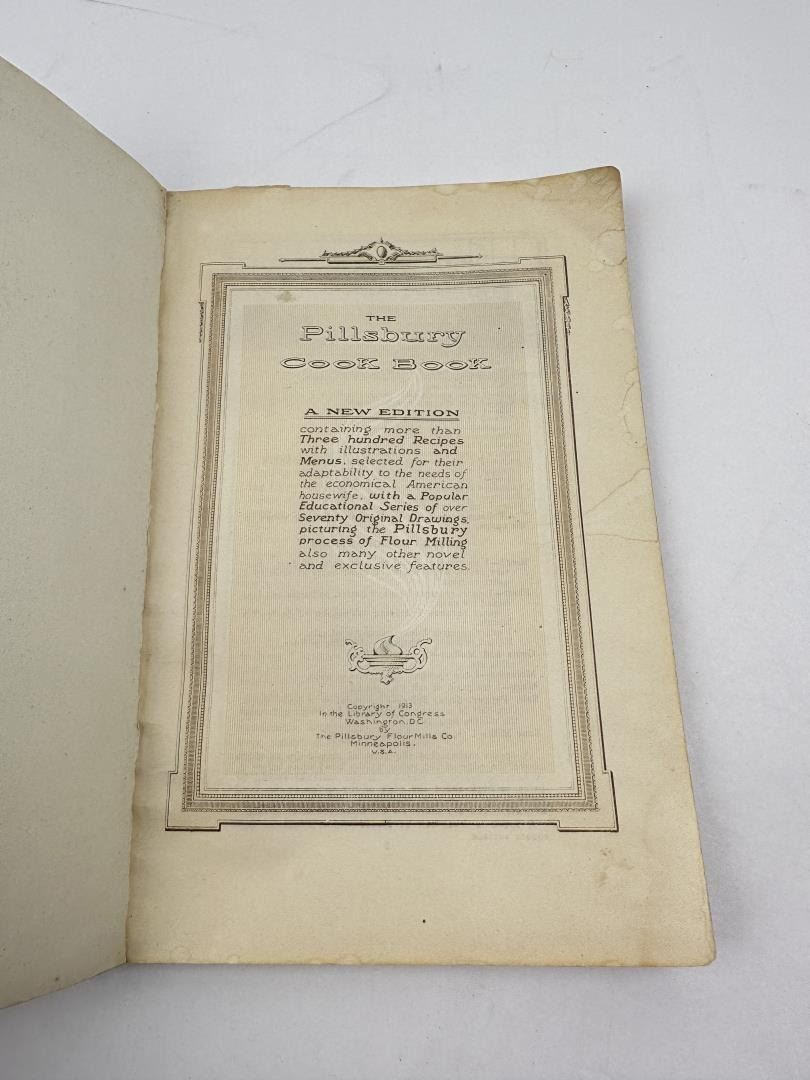 THE
Pillsbury
Cook Book
A NEW EDITION
containing more than
Three hundred Recipes
with illustrations and
Menus, selected for their
adaptability to the needs of
the economical American
housewife, with a Popular
Educational Series of over
Seventy Original Drawings,
picturing the Pillsbury
process of Flour Milling
also many other novel
and exclusive features.
Copyright 1913
In the Library of Congress
Washington, D.C.
By
The Pillsbury Flour Mills Co.
Minneapolis.
U.S.A.